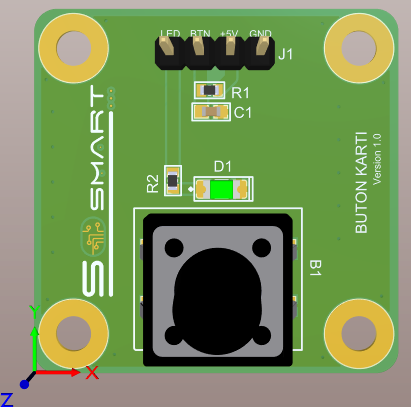 LED BTN +5V GND
J1
R1
C1
R2
D1
B1
SMART
BUTON KARTI
Version 1.0
Y
X
Z